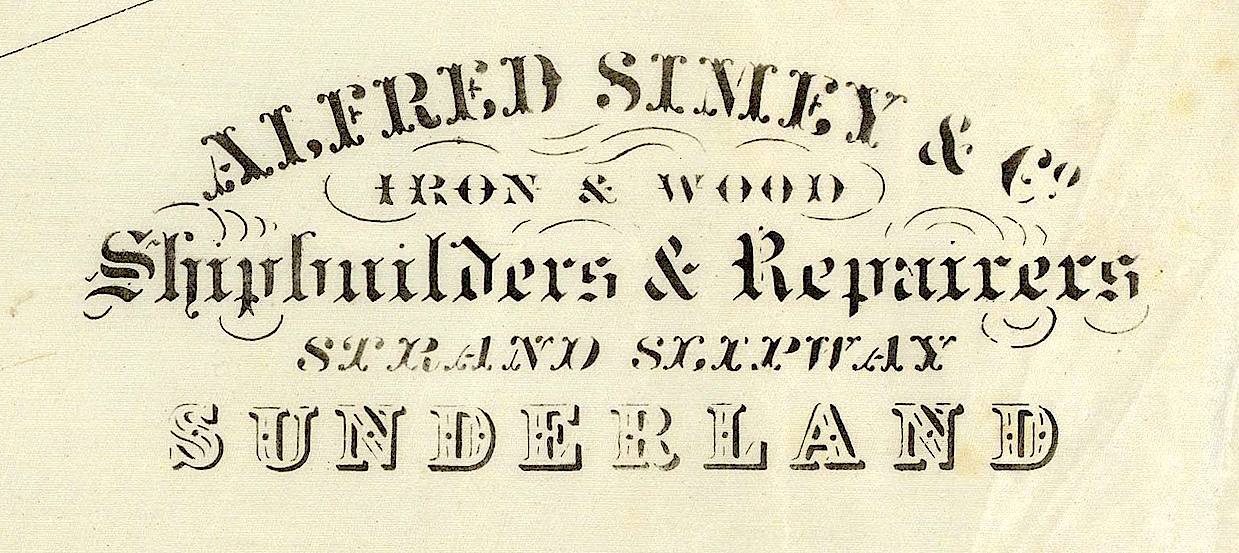 ALFRED SIMEY & Co
IRON & WOOD
Shipbuilders & Repairers
STRAND SLIPWAY
SUNDERLAND